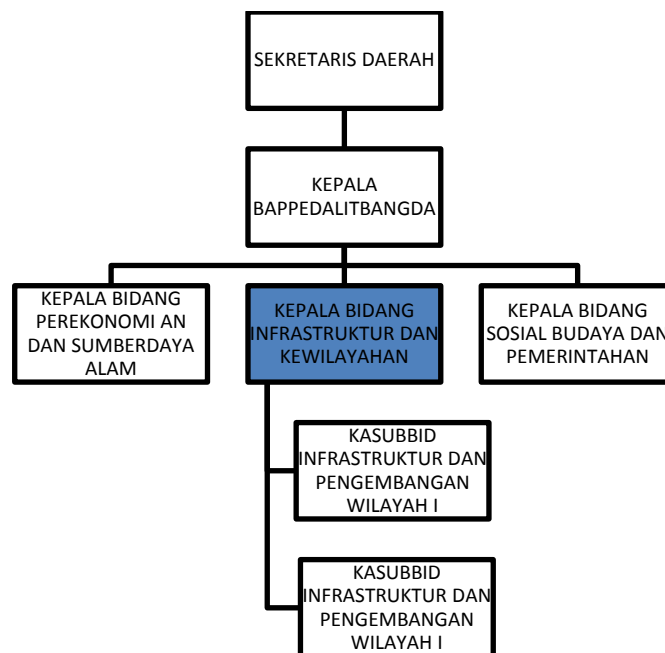 SEKRETARIS DAERAH
KEPALA
BAPPEDALITBANGDA
KEPALA BIDANG
PEREKONOMI AN
DAN SUMBERDAYA
ALAM
KEPALA BIDANG
INFRASTRUKTUR DAN
KEWILAYAHAN
KEPALA BIDANG
SOSIAL BUDAYA DAN
PEMERINTAHAN
KASUBBID
INFRASTRUKTUR DAN
PENGEMBANGAN
WILAYAH I
KASUBBID
INFRASTRUKTUR DAN
PENGEMBANGAN
WILAYAH I